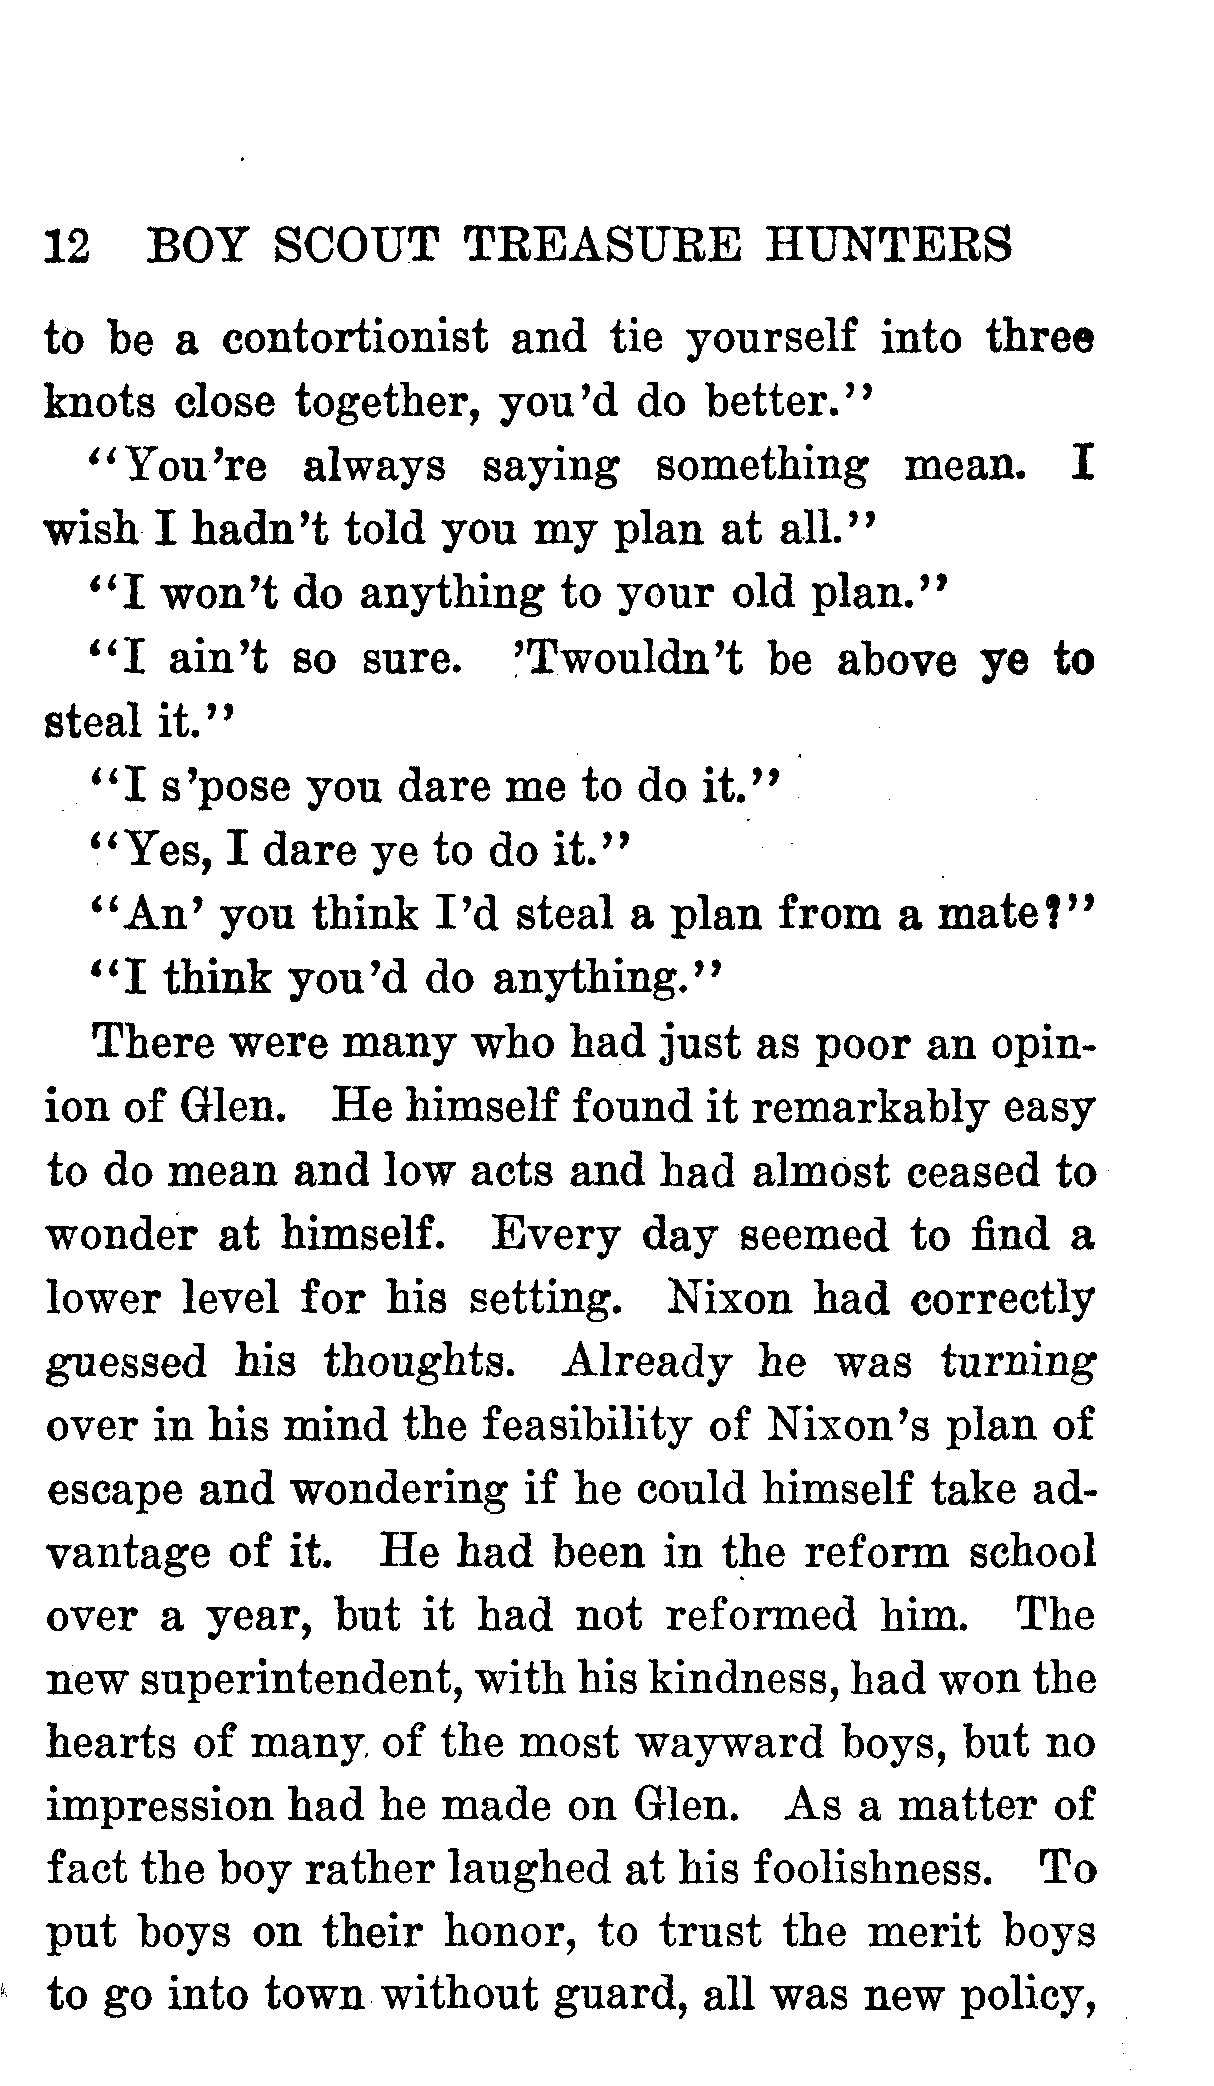 12 BOY SCOUT TREASURE HUNTERS
to be a contortionist and tie yourself into three
knots close together, you'd do better."
"You're always saying something mean. I
wish I hadn't told you my plan at all."
"I won't do anything to your old plan."
"I ain't so sure. 'Twouldn't be above ye to
steal it."
"I s'pose you dare me to do it."
"Yes, I dare ye to do it."
"An' you think I'd steal a plan from a mate?"
"I think you'd do anything."
There were many who had just as poor an opin-
ion of Glen. He himself found it remarkably easy
to do mean and low acts and had almost ceased to
wonder at himself. Every day seemed to find a
lower level for his setting. Nixon had correctly
guessed his thoughts. Already he was turning
over in his mind the feasibility of Nixon's plan of
escape and wondering if he could himself take ad-
vantage of it. He had been in the reform school
over a year, but it had not reformed him. The
new superintendent, with his kindness, had won the
hearts of many of the most wayward boys, but no
impression had he made on Glen. As a matter of
fact the boy rather laughed at his foolishness. To
put boys on their honor, to trust the merit boys
to go into town without guard, all was new policy,